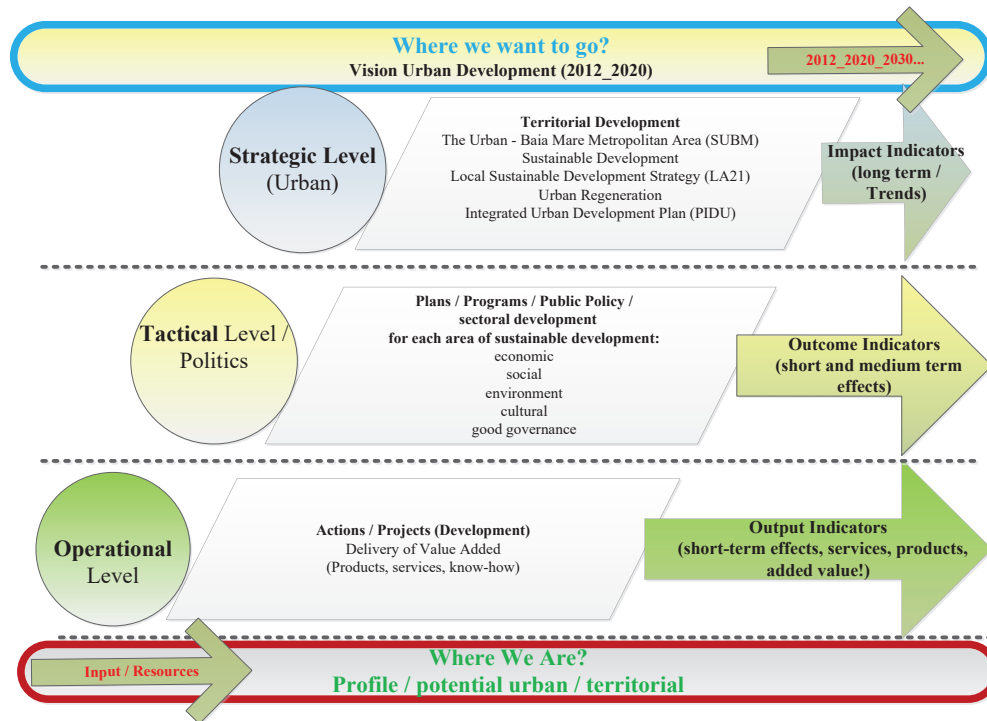 Where we want to go?
Vision Urban Development (2012_2020)
2012_2020_2030...
Strategic Level
(Urban)
Territorial Development
The Urban - Baia Mare Metropolitan Area (SUBM)
Sustainable Development
Local Sustainable Development Strategy (LA21)
Urban Regeneration
Integrated Urban Development Plan (PIDU)
Impact Indicators
(long term /
Trends)
Tactical Level /
Politics
Plans / Programs / Public Policy /
sectoral development
for each area of sustainable development:
economic
social
environment
cultural
good governance
Outcome Indicators
(short and medium term
effects)
Operational
Level
Actions / Projects (Development)
Delivery of Value Added
(Products, services, know-how)
Output Indicators
(short-term effects, services, products,
added value!)
Input / Resources
Where We Are?
Profile / potential urban / territorial